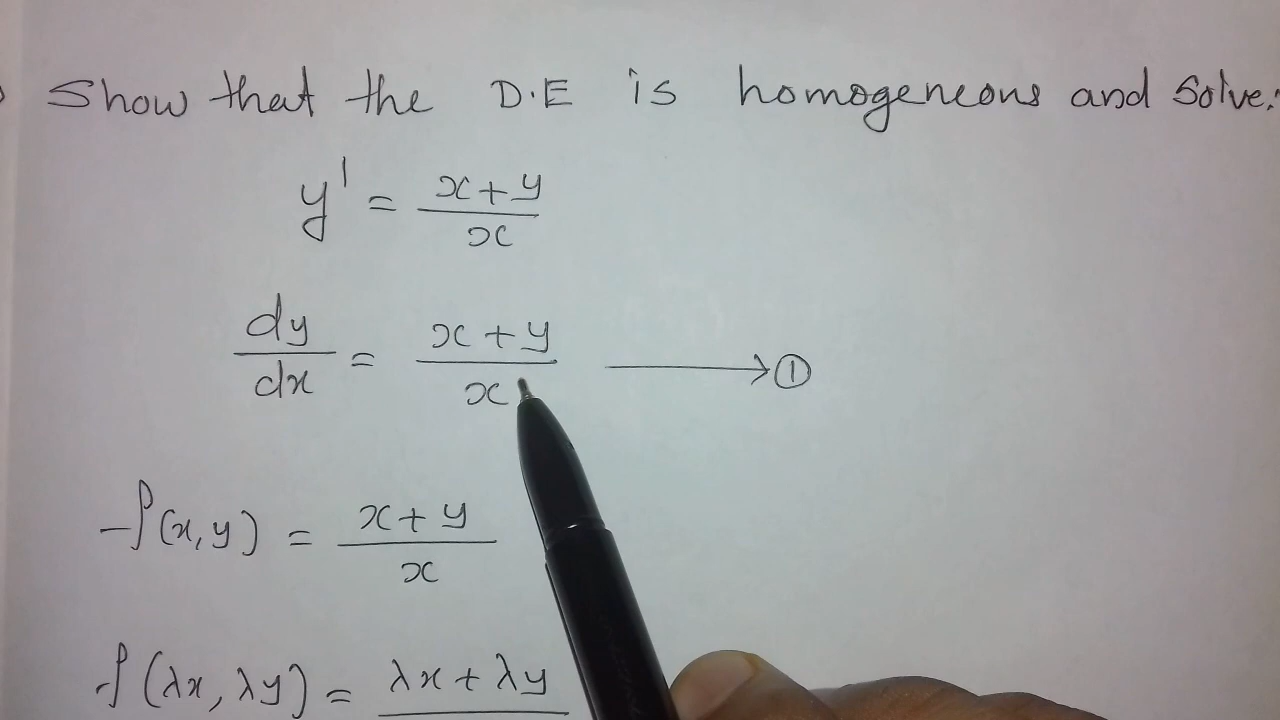 Show that the D.E is homogeneous and solve:
y' = x+y / x
dy/dx = x+y / x → ①
f(x,y) = x+y / x
f(λx, λy) = λx+λy